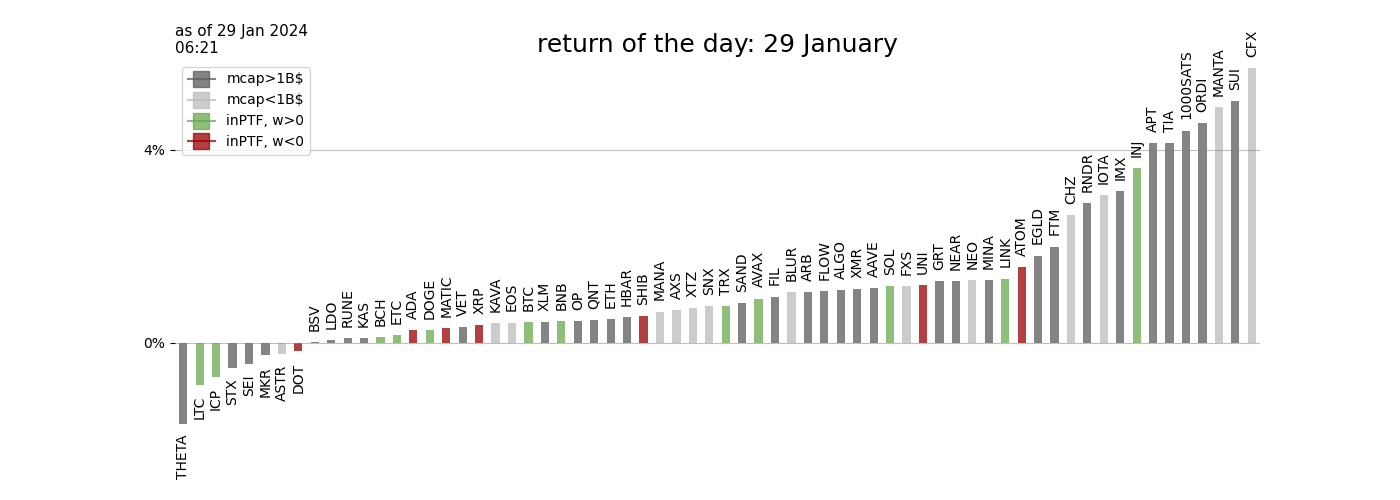 as of 29 Jan 2024
06:21
return of the day: 29 January
mcap>1B$
mcap<1B$
inPTF, w>0
inPTF, w<0
4%
0%
THETA
LTC
ICP
STX
SEI
MKR
ASTR
DOT
BSV
LDO
RUNE
KAS
BCH
ETC
ADA
DOGE
MATIC
VET
XRP
KAVA
EOS
BTC
XLM
BNB
OP
QNT
ETH
HBAR
SHIB
MANA
AXS
XTZ
SNX
TRX
SAND
AVAX
FIL
BLUR
ARB
FLOW
ALGO
XMR
AAVE
SOL
FXS
UNI
GRT
NEAR
NEO
MINA
LINK
ATOM
EGLD
FTM
CHZ
RNDR
IOTA
IMX
INJ
APT
TIA
1000SATS
ORDI
MANTA
SUI
CFX